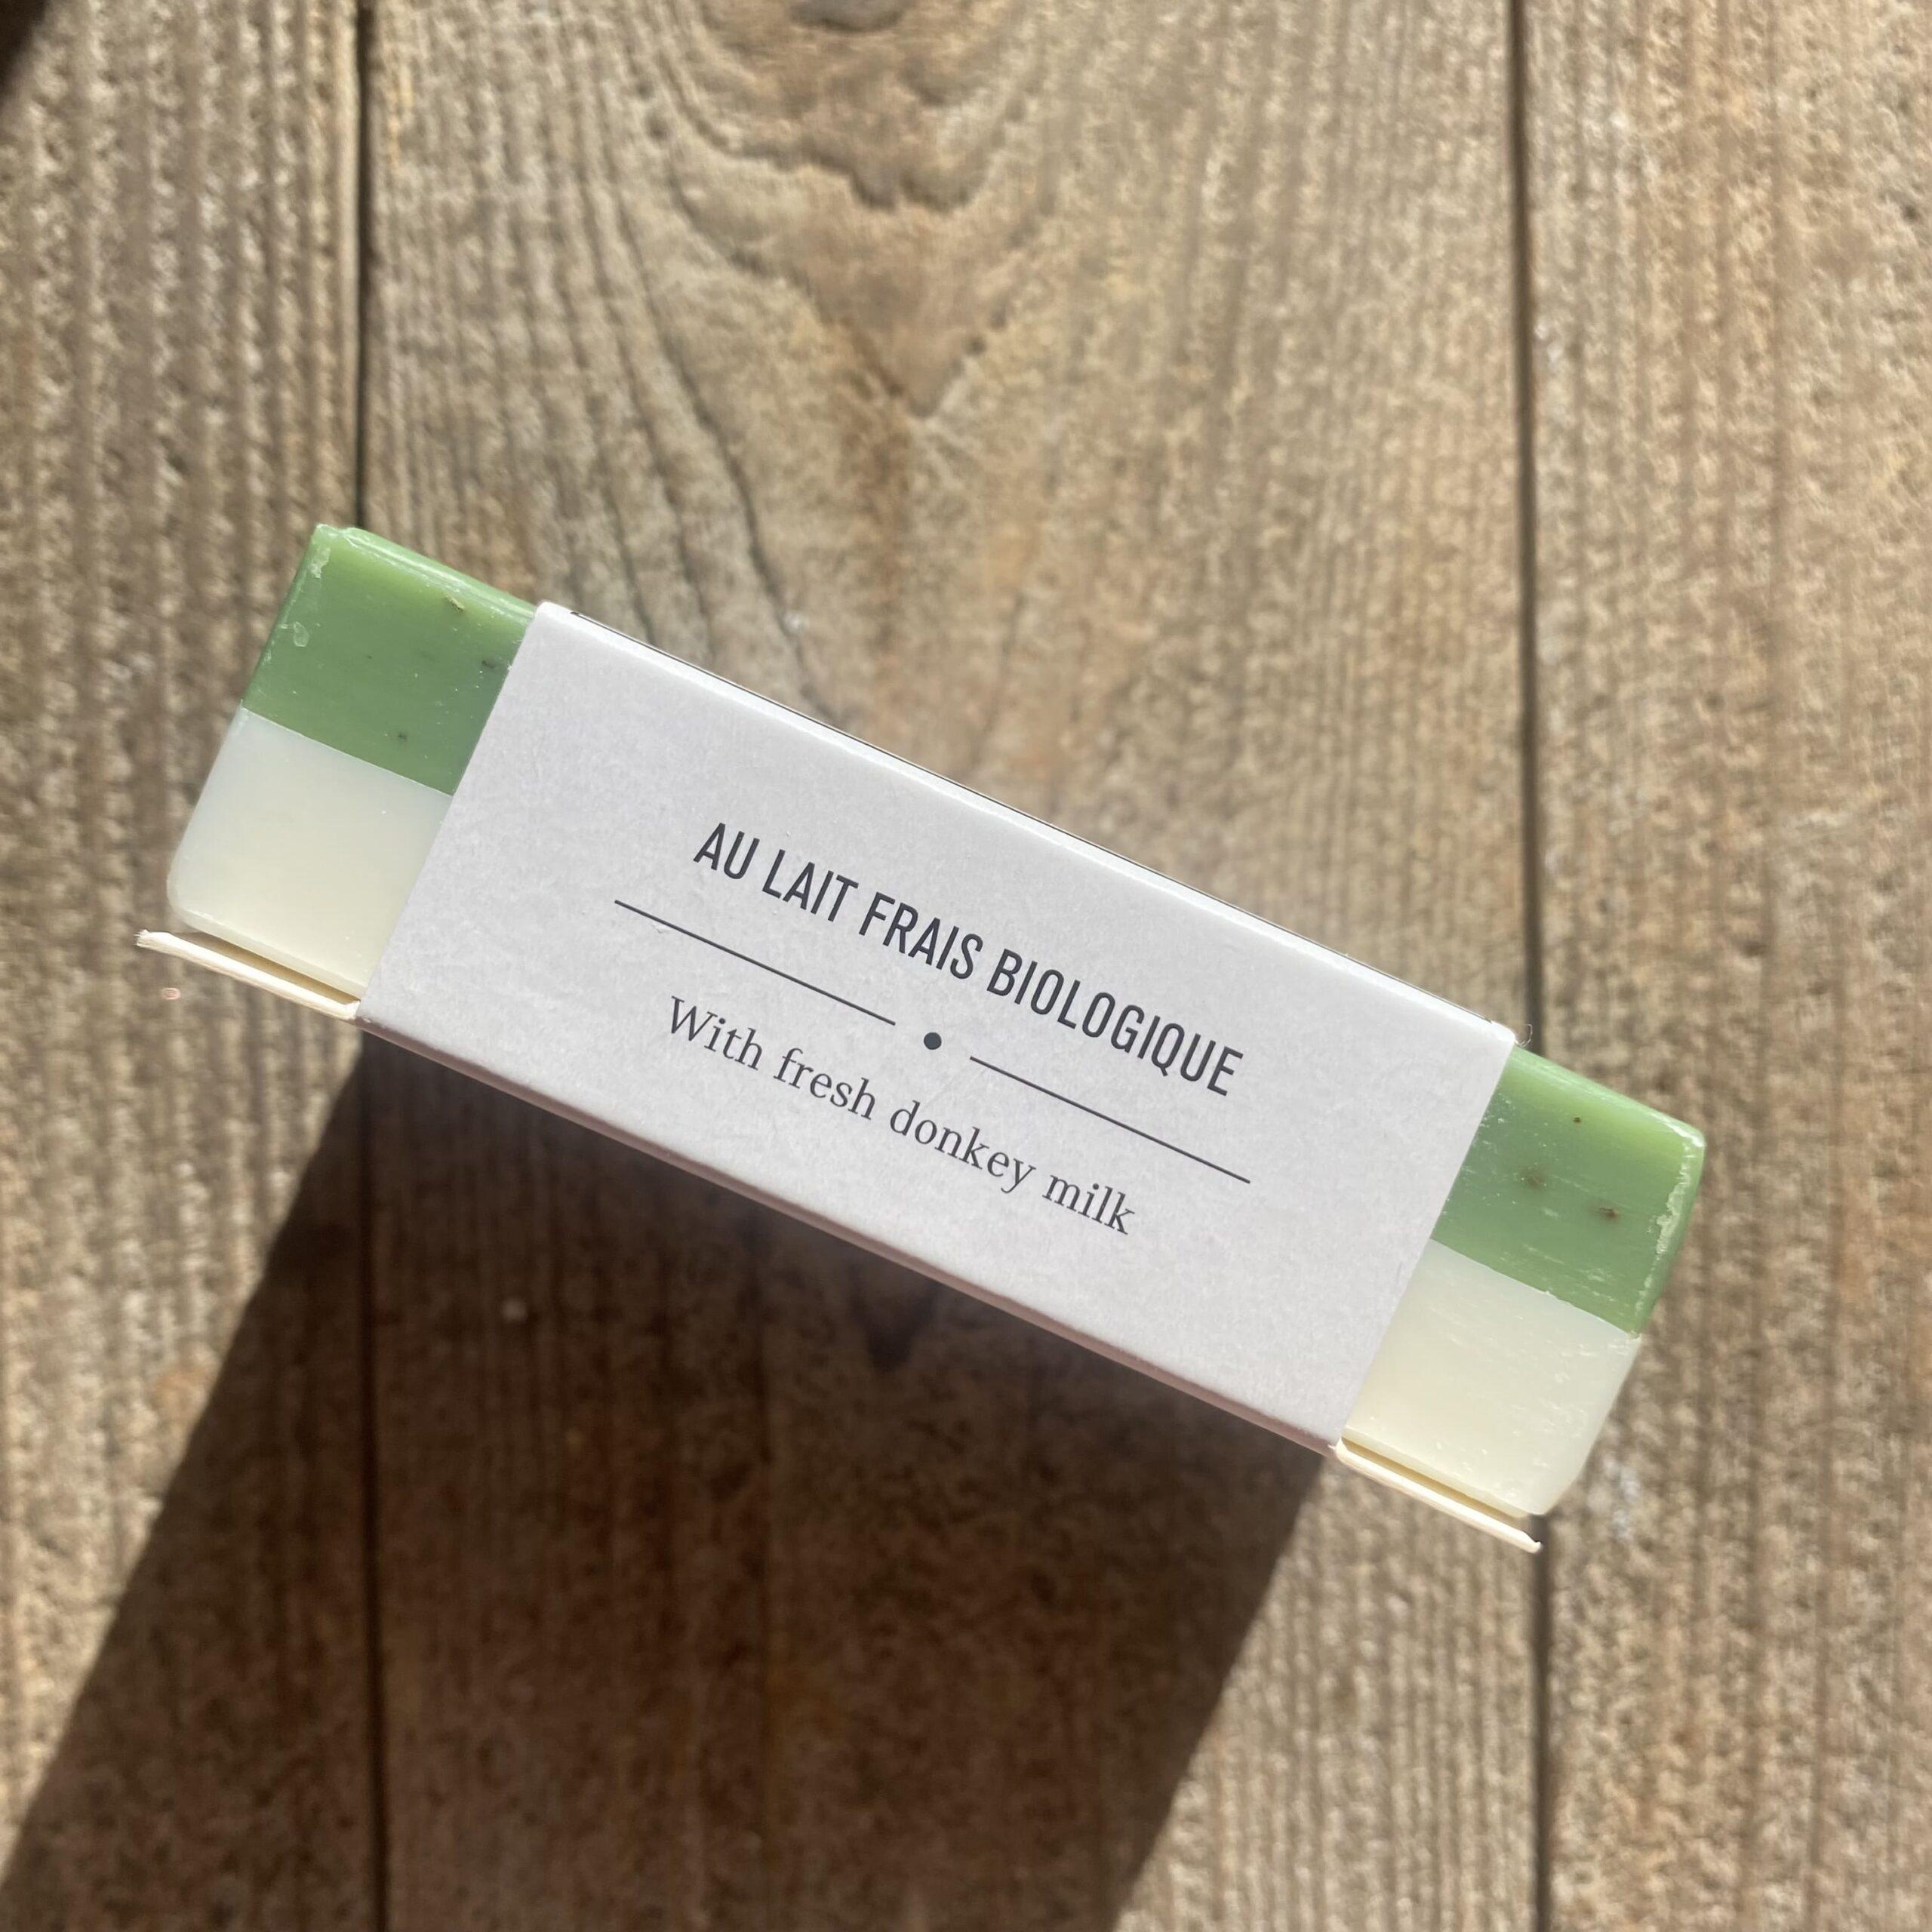 AU LAIT FRAIS BIOLOGIQUE
With fresh donkey milk